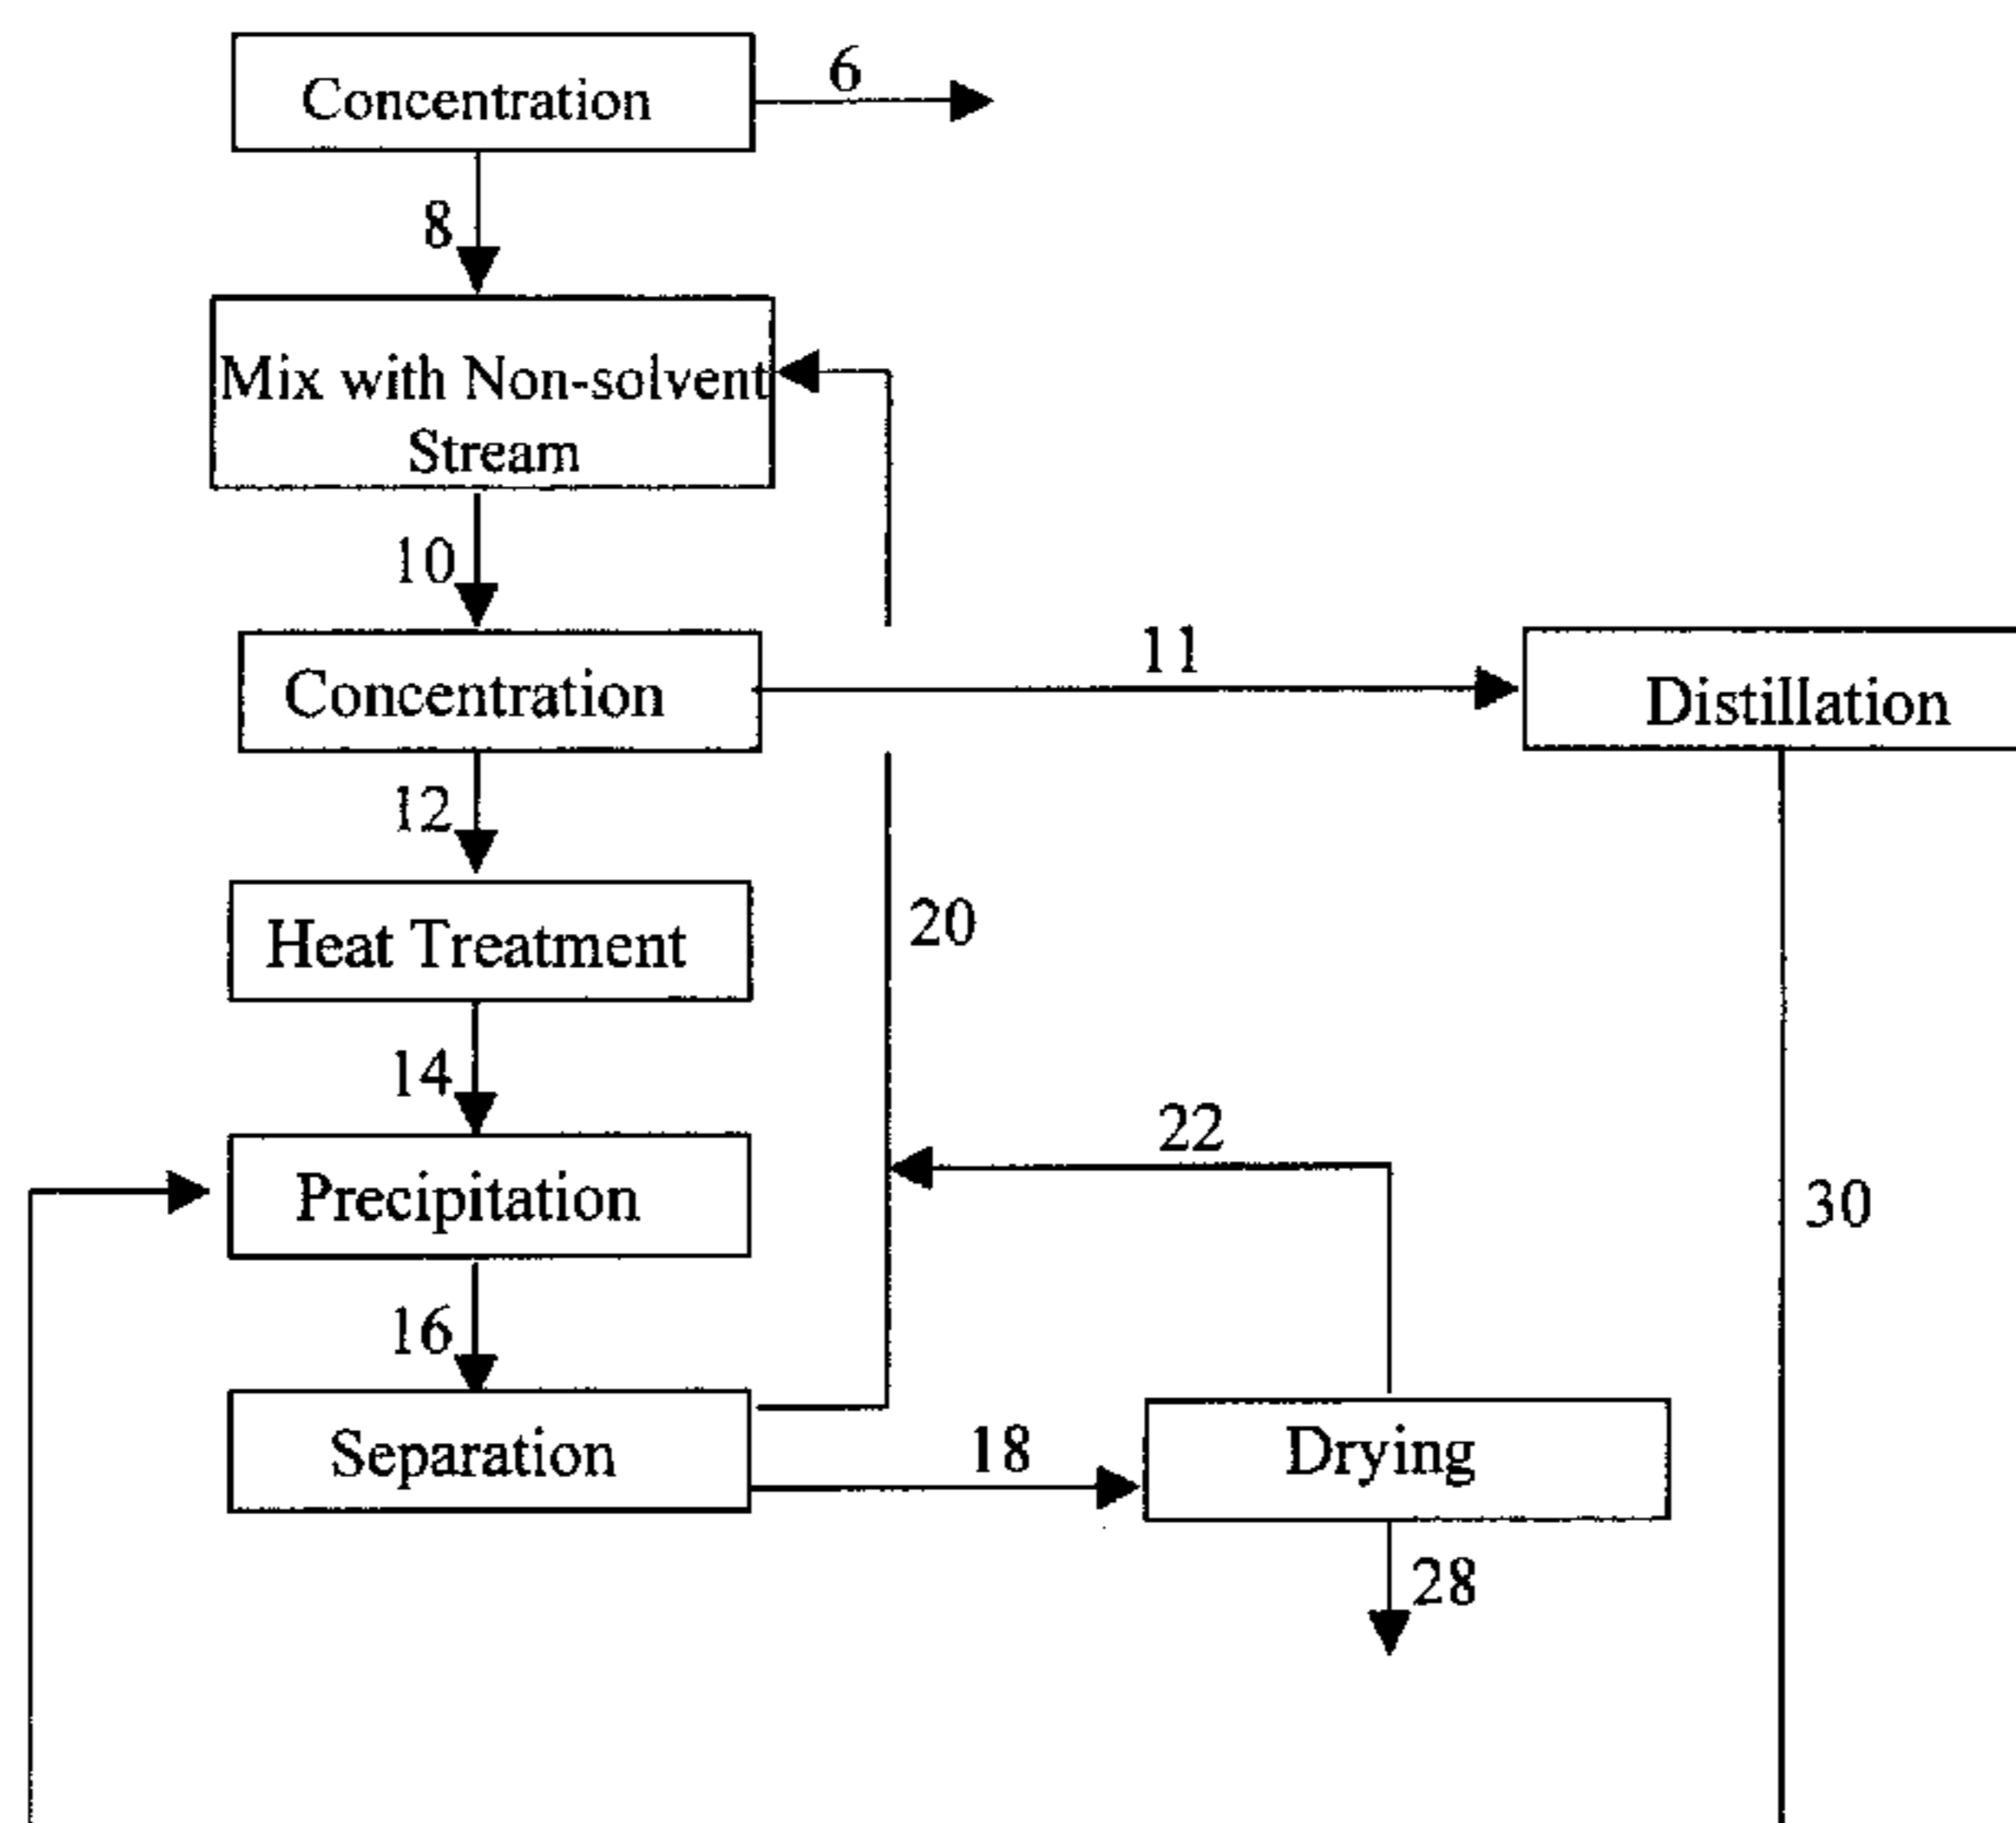 Concentration
6
8
Mix with Non-solvent
Stream
10
Concentration
11
Distillation
12
Heat Treatment
20
14
22
Precipitation
30
16
Separation
18
Drying
28